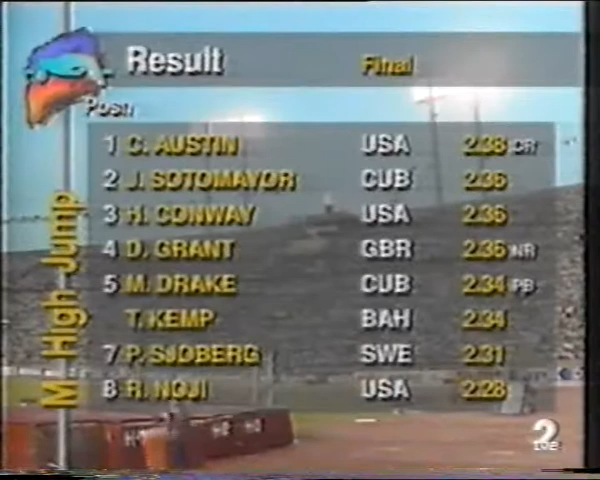 Result Final
Posn
M High Jump
1 C. AUSTIN USA 2.38 CR
2 J. SOTOMAYOR CUB 2.36
3 H. CONWAY USA 2.36
4 D. GRANT GBR 2.36 NR
5 M. DRAKE CUB 2.34 PB
T. KEMP BAH 2.34
7 P. SJOBERG SWE 2.31
8 R. NOJI USA 2.28
2